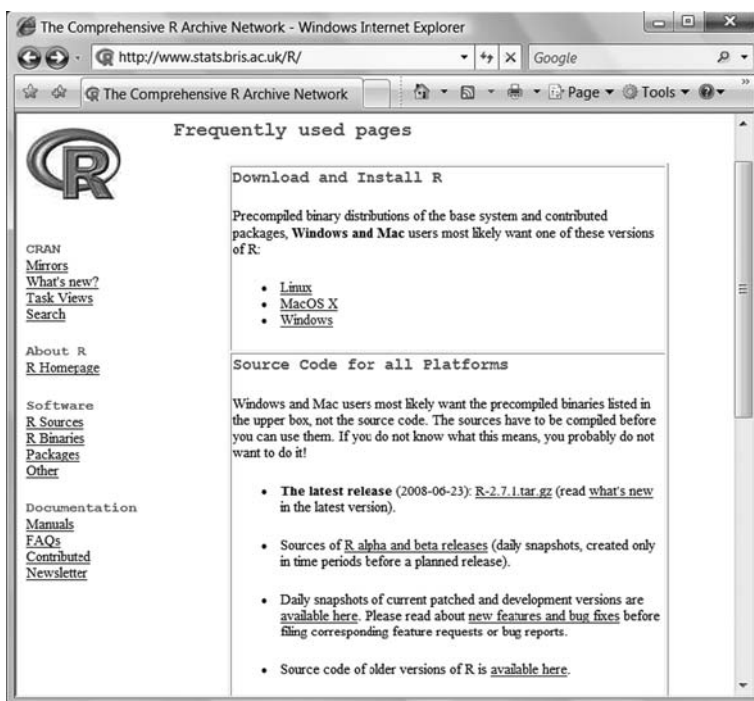 The Comprehensive R Archive Network - Windows Internet Explorer
http://www.stats.bris.ac.uk/R/
Google
The Comprehensive R Archive Network
Page
Tools
R
CRAN
Mirrors
What's new?
Task Views
Search
About R
R Homepage
Software
R Sources
R Binaries
Packages
Other
Documentation
Manuals
FAQs
Contributed
Newsletter
Frequently used pages
Download and Install R
Precompiled binary distributions of the base system and contributed
packages, Windows and Mac users most likely want one of these versions
of R:
• Linux
• MacOS X
• Windows
Source Code for all Platforms
Windows and Mac users most likely want the precompiled binaries listed in
the upper box, not the source code. The sources have to be compiled before
you can use them. If you do not know what this means, you probably do not
want to do it!
• The latest release (2008-06-23): R-2.7.1.tar.gz (read what's new
in the latest version).
• Sources of R alpha and beta releases (daily snapshots, created only
in time periods before a planned release).
• Daily snapshots of current patched and development versions are
available here. Please read about new features and bug fixes before
filing corresponding feature requests or bug reports.
• Source code of older versions of R is available here.